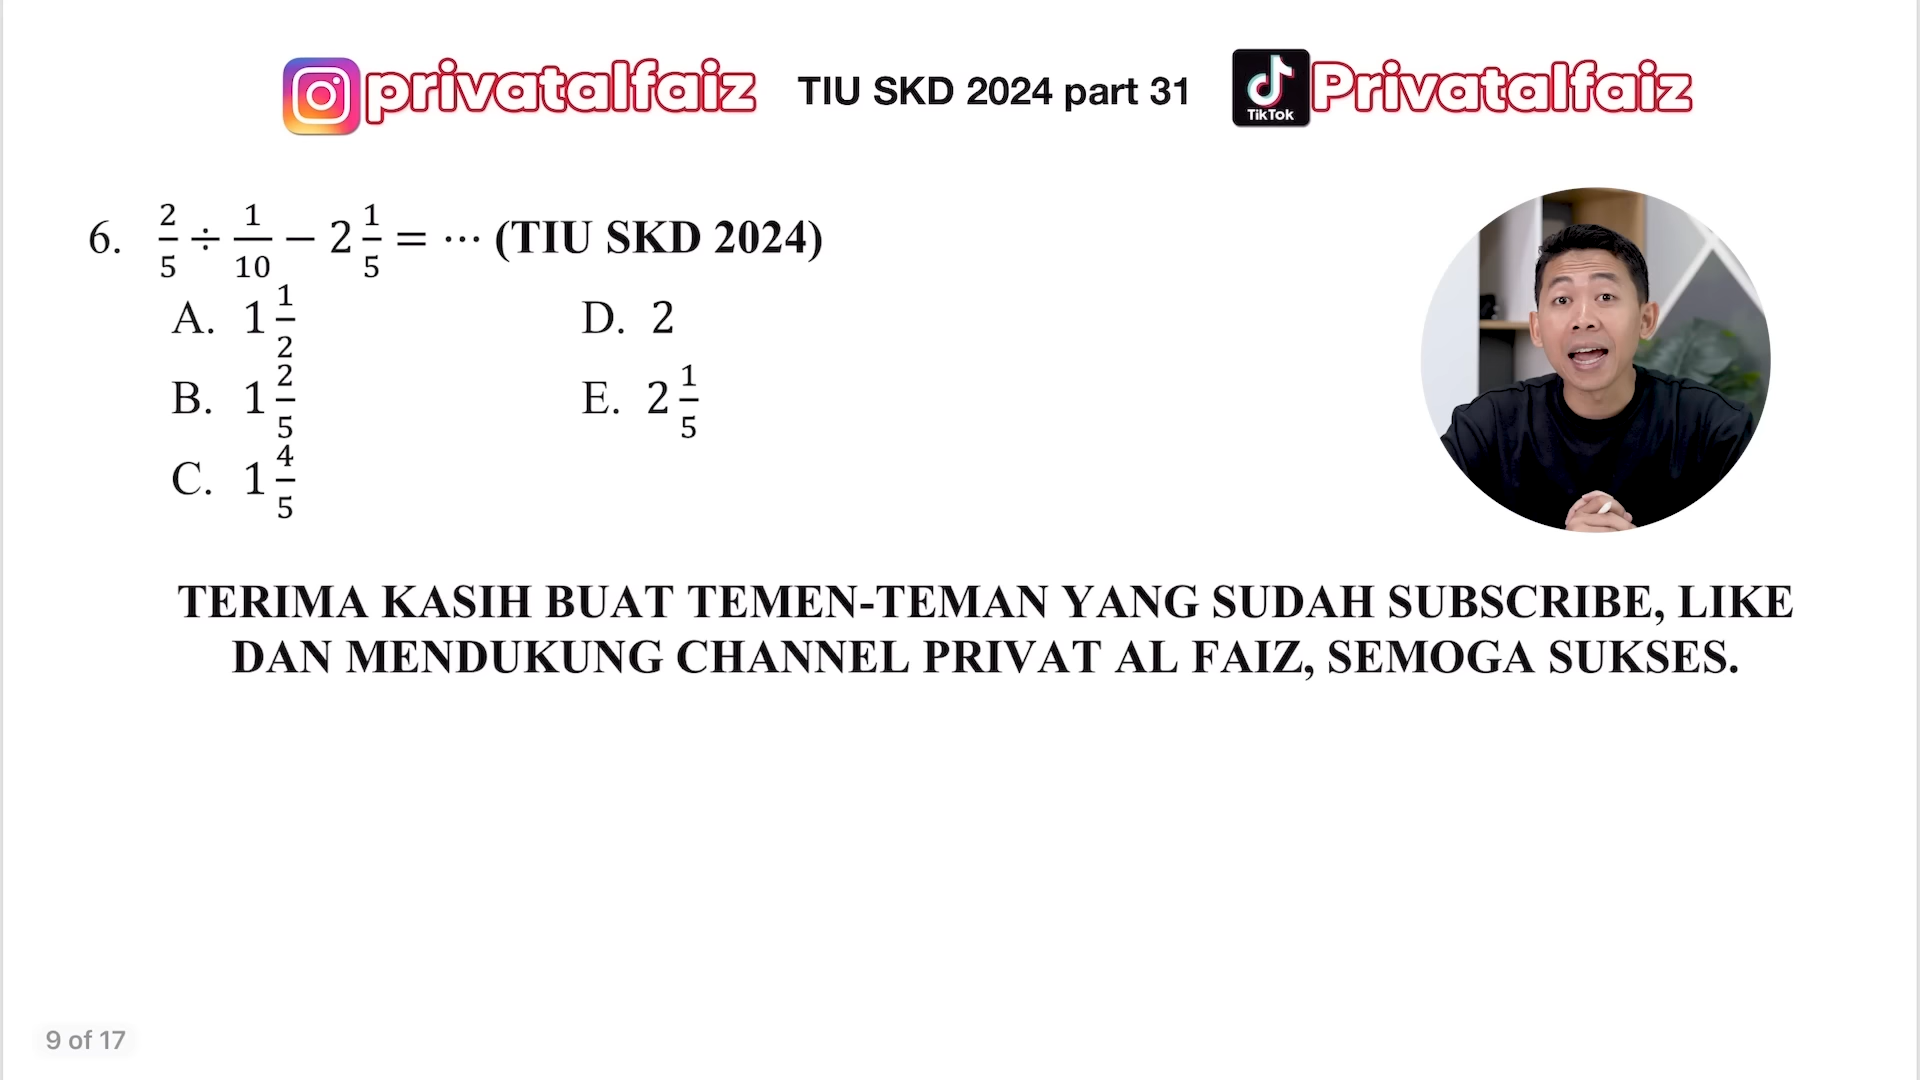 privatalfaiz TIU SKD 2024 part 31 TikTok Privatalfaiz
6. 2/5 ÷ 1/10 − 2 1/5 = ⋯ (TIU SKD 2024)
A. 1 1/2 D. 2
B. 1 2/5 E. 2 1/5
C. 1 4/5
TERIMA KASIH BUAT TEMEN-TEMAN YANG SUDAH SUBSCRIBE, LIKE
DAN MENDUKUNG CHANNEL PRIVAT AL FAIZ, SEMOGA SUKSES.
9 of 17